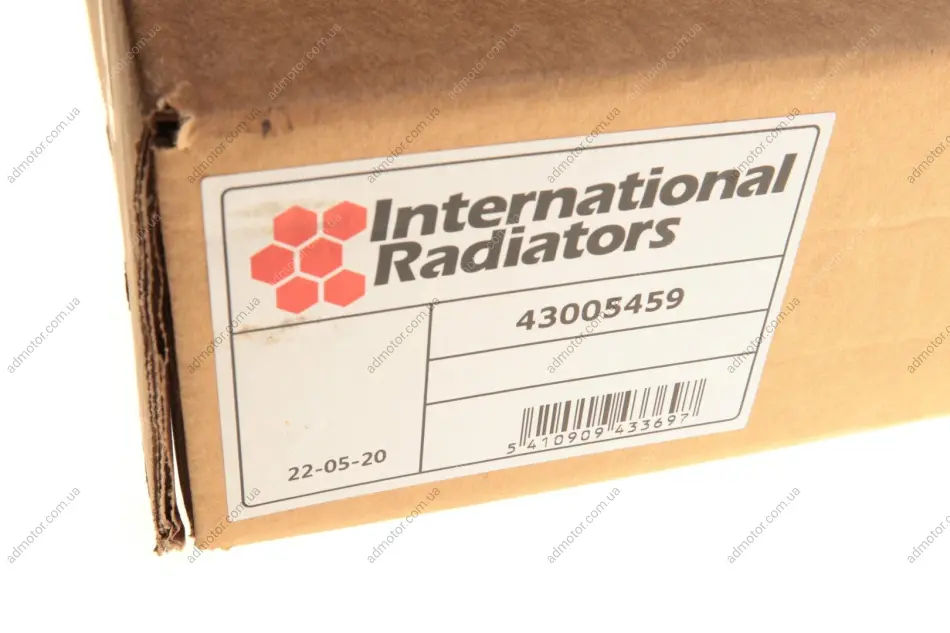 International
Radiators
43005459
22-05-20
5 410909 433697
admotor.com.ua